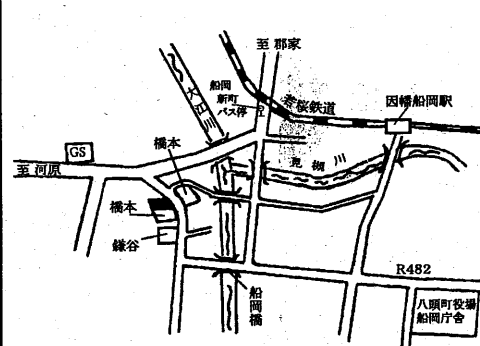 至 郡家
船岡
新町
バス停
大江川
若桜鉄道
因幡船岡駅
GS
橋本
見槻川
至 河原
橋本
鎌谷
R482
船岡橋
八頭町役場
船岡庁舎